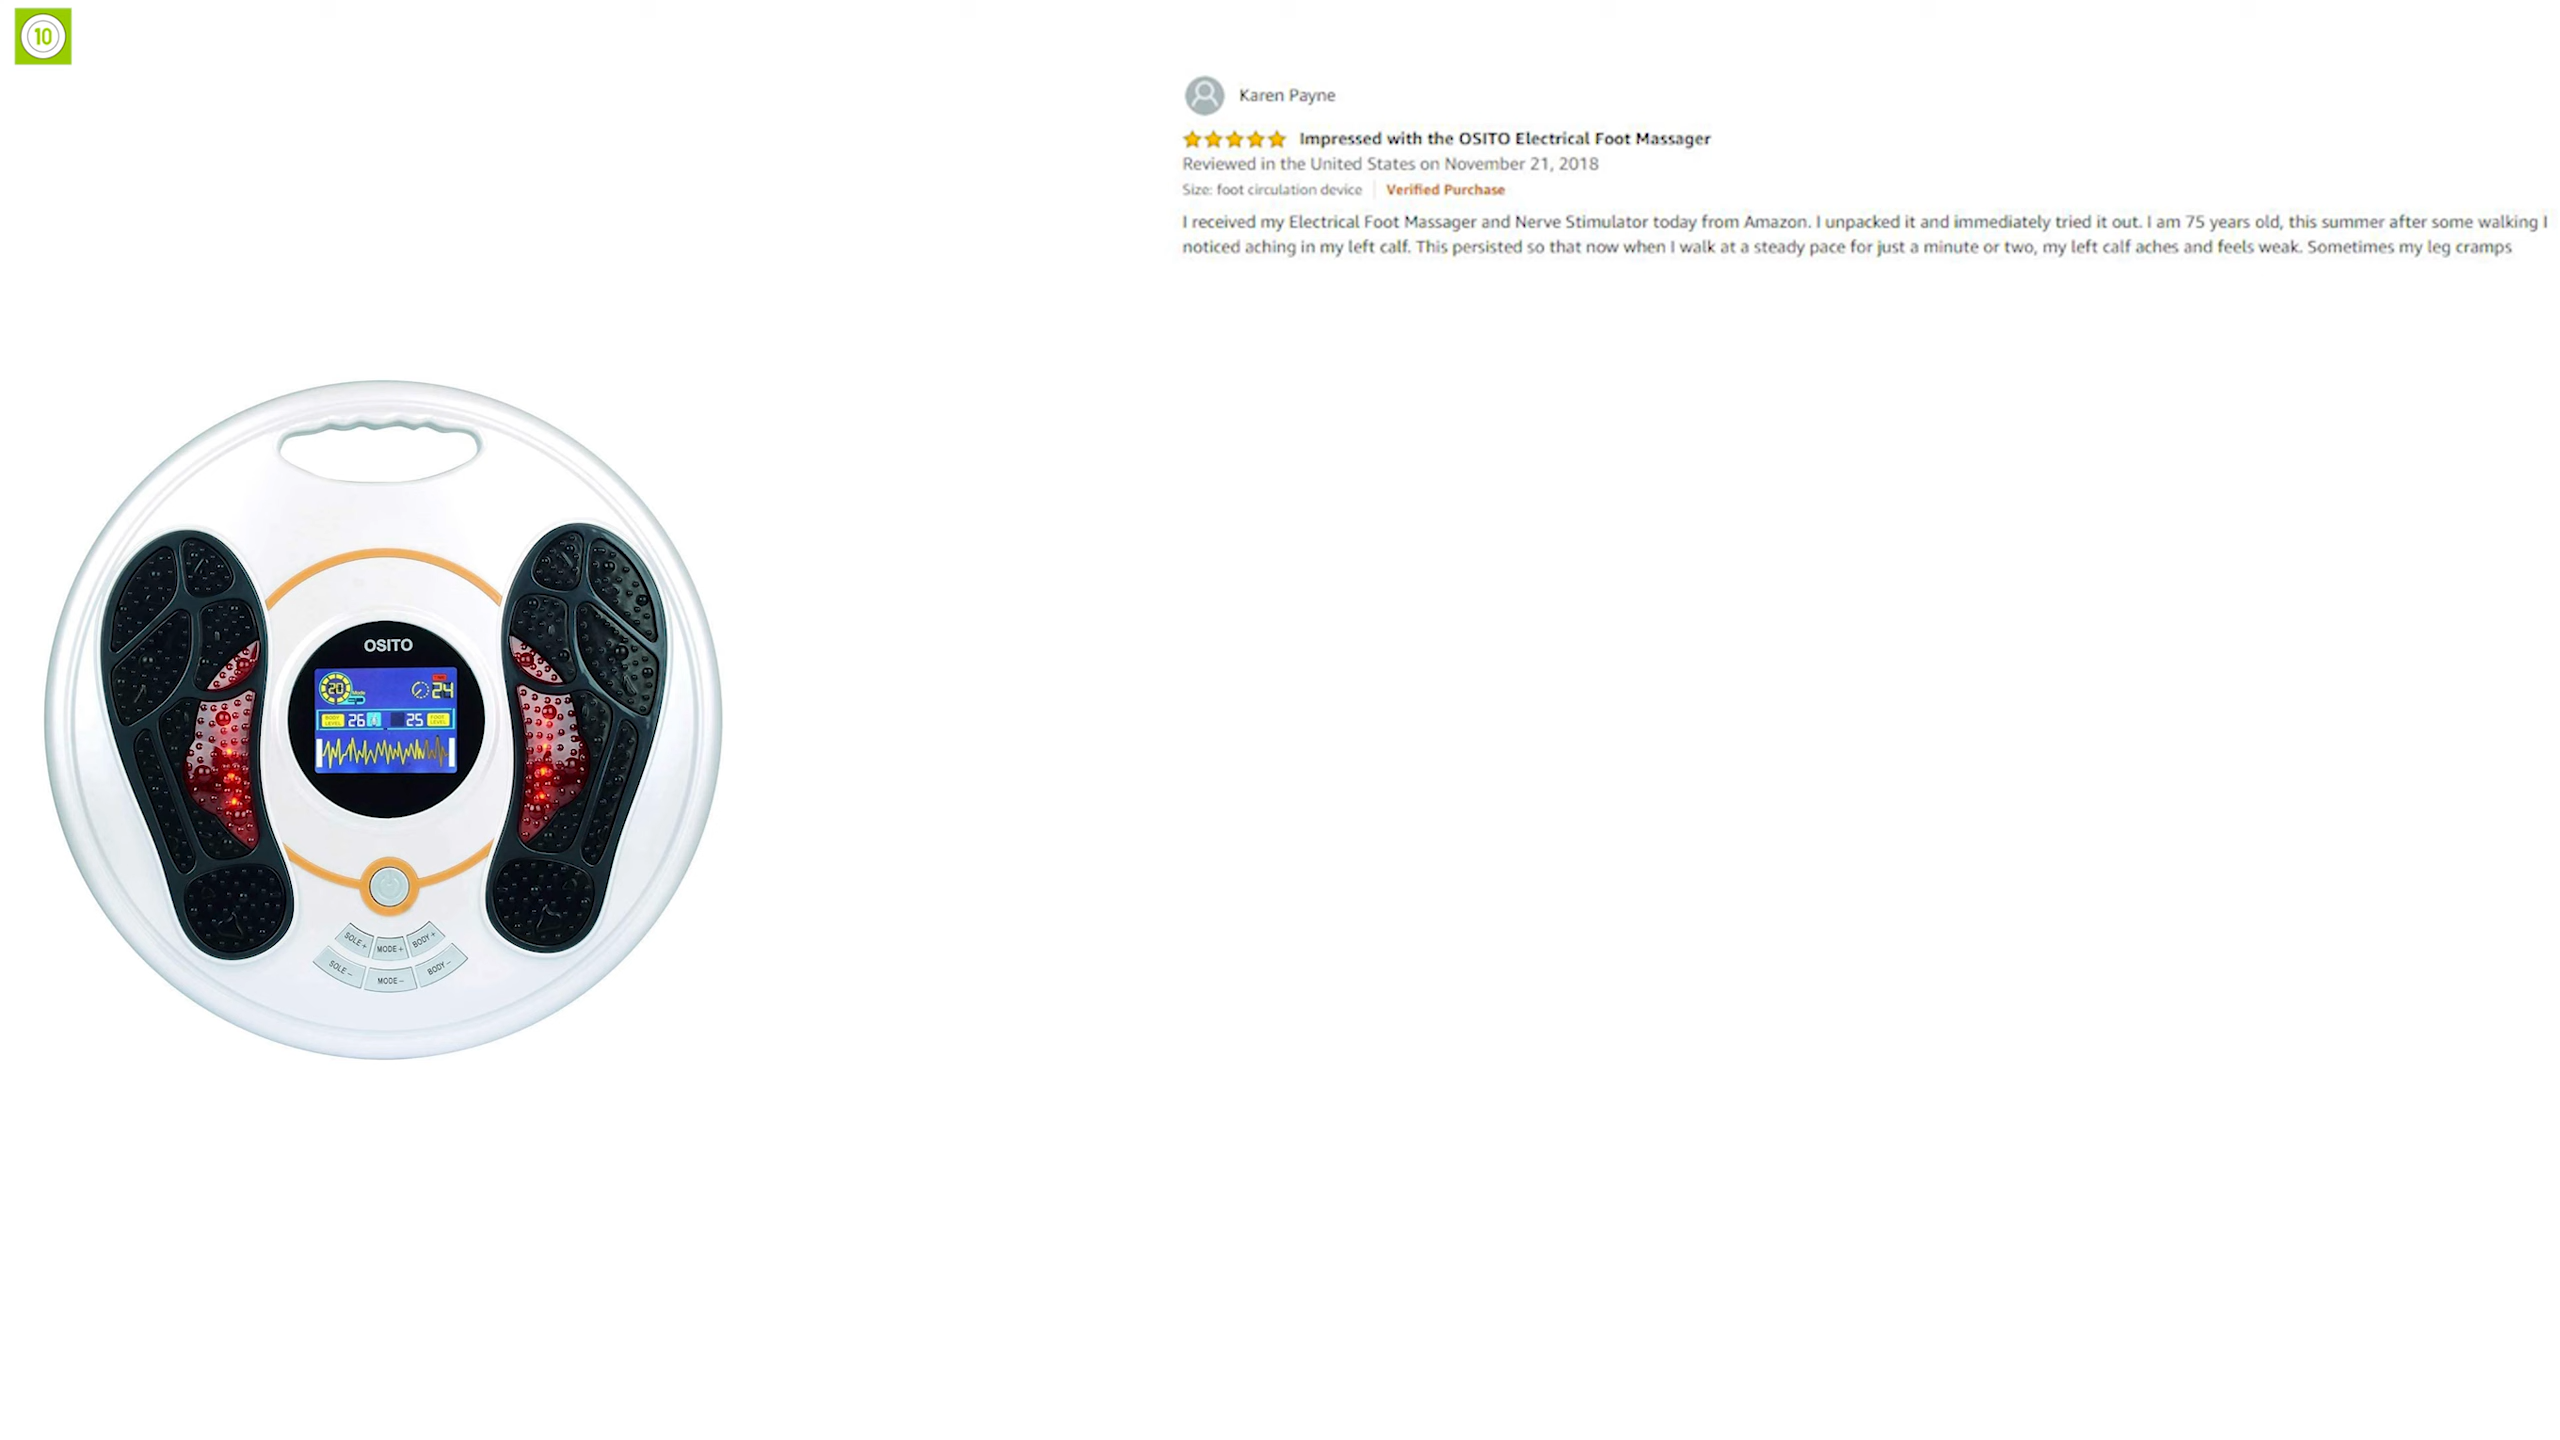 10
Karen Payne
Impressed with the OSITO Electrical Foot Massager
Reviewed in the United States on November 21, 2018
Size: foot circulation device Verified Purchase
I received my Electrical Foot Massager and Nerve Stimulator today from Amazon. I unpacked it and immediately tried it out. I am 75 years old, this summer after some walking I
noticed aching in my left calf. This persisted so that now when I walk at a steady pace for just a minute or two, my left calf aches and feels weak. Sometimes my leg cramps
OSITO
20 Mode 24
BODY LEVEL 26 25 FOOT LEVEL
SOLE + MODE + BODY +
SOLE - MODE - BODY -